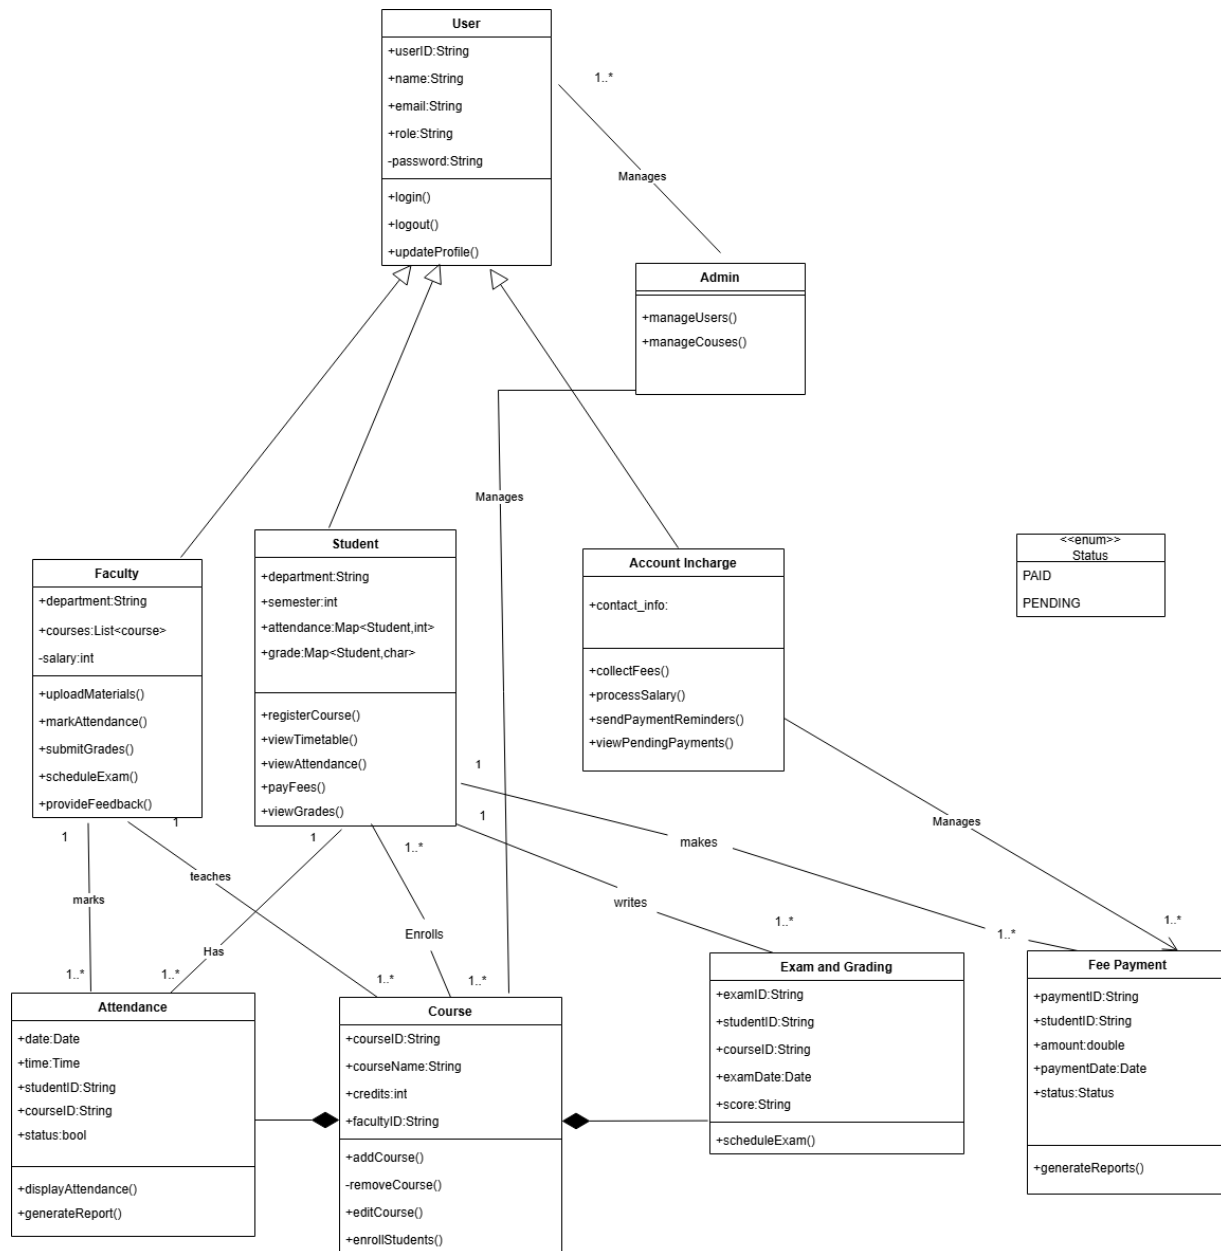 User
+userID:String
+name:String
+email:String
+role:String
-password:String
+login()
+logout()
+updateProfile()
1..*
Manages
Admin
+manageUsers()
+manageCouses()
Manages
<<enum>>
Status
PAID
PENDING
Faculty
+department:String
+courses:List<course>
-salary:int
+uploadMaterials()
+markAttendance()
+submitGrades()
+scheduleExam()
+provideFeedback()
Student
+department:String
+semester:int
+attendance:Map<Student,int>
+grade:Map<Student,char>
+registerCourse()
+viewTimetable()
+viewAttendance()
+payFees()
+viewGrades()
Account Incharge
+contact_info:
+collectFees()
+processSalary()
+sendPaymentReminders()
+viewPendingPayments()
1
1
1
1
1
1..*
marks
teaches
Has
Enrolls
writes
makes
Manages
1..*
1..*
1..*
1..*
1..*
1..*
1..*
Attendance
+date:Date
+time:Time
+studentID:String
+courseID:String
+status:bool
+displayAttendance()
+generateReport()
Course
+courseID:String
+courseName:String
+credits:int
+facultyID:String
+addCourse()
-removeCourse()
+editCourse()
+enrollStudents()
Exam and Grading
+examID:String
+studentID:String
+courseID:String
+examDate:Date
+score:String
+scheduleExam()
Fee Payment
+paymentID:String
+studentID:String
+amount:double
+paymentDate:Date
+status:Status
+generateReports()